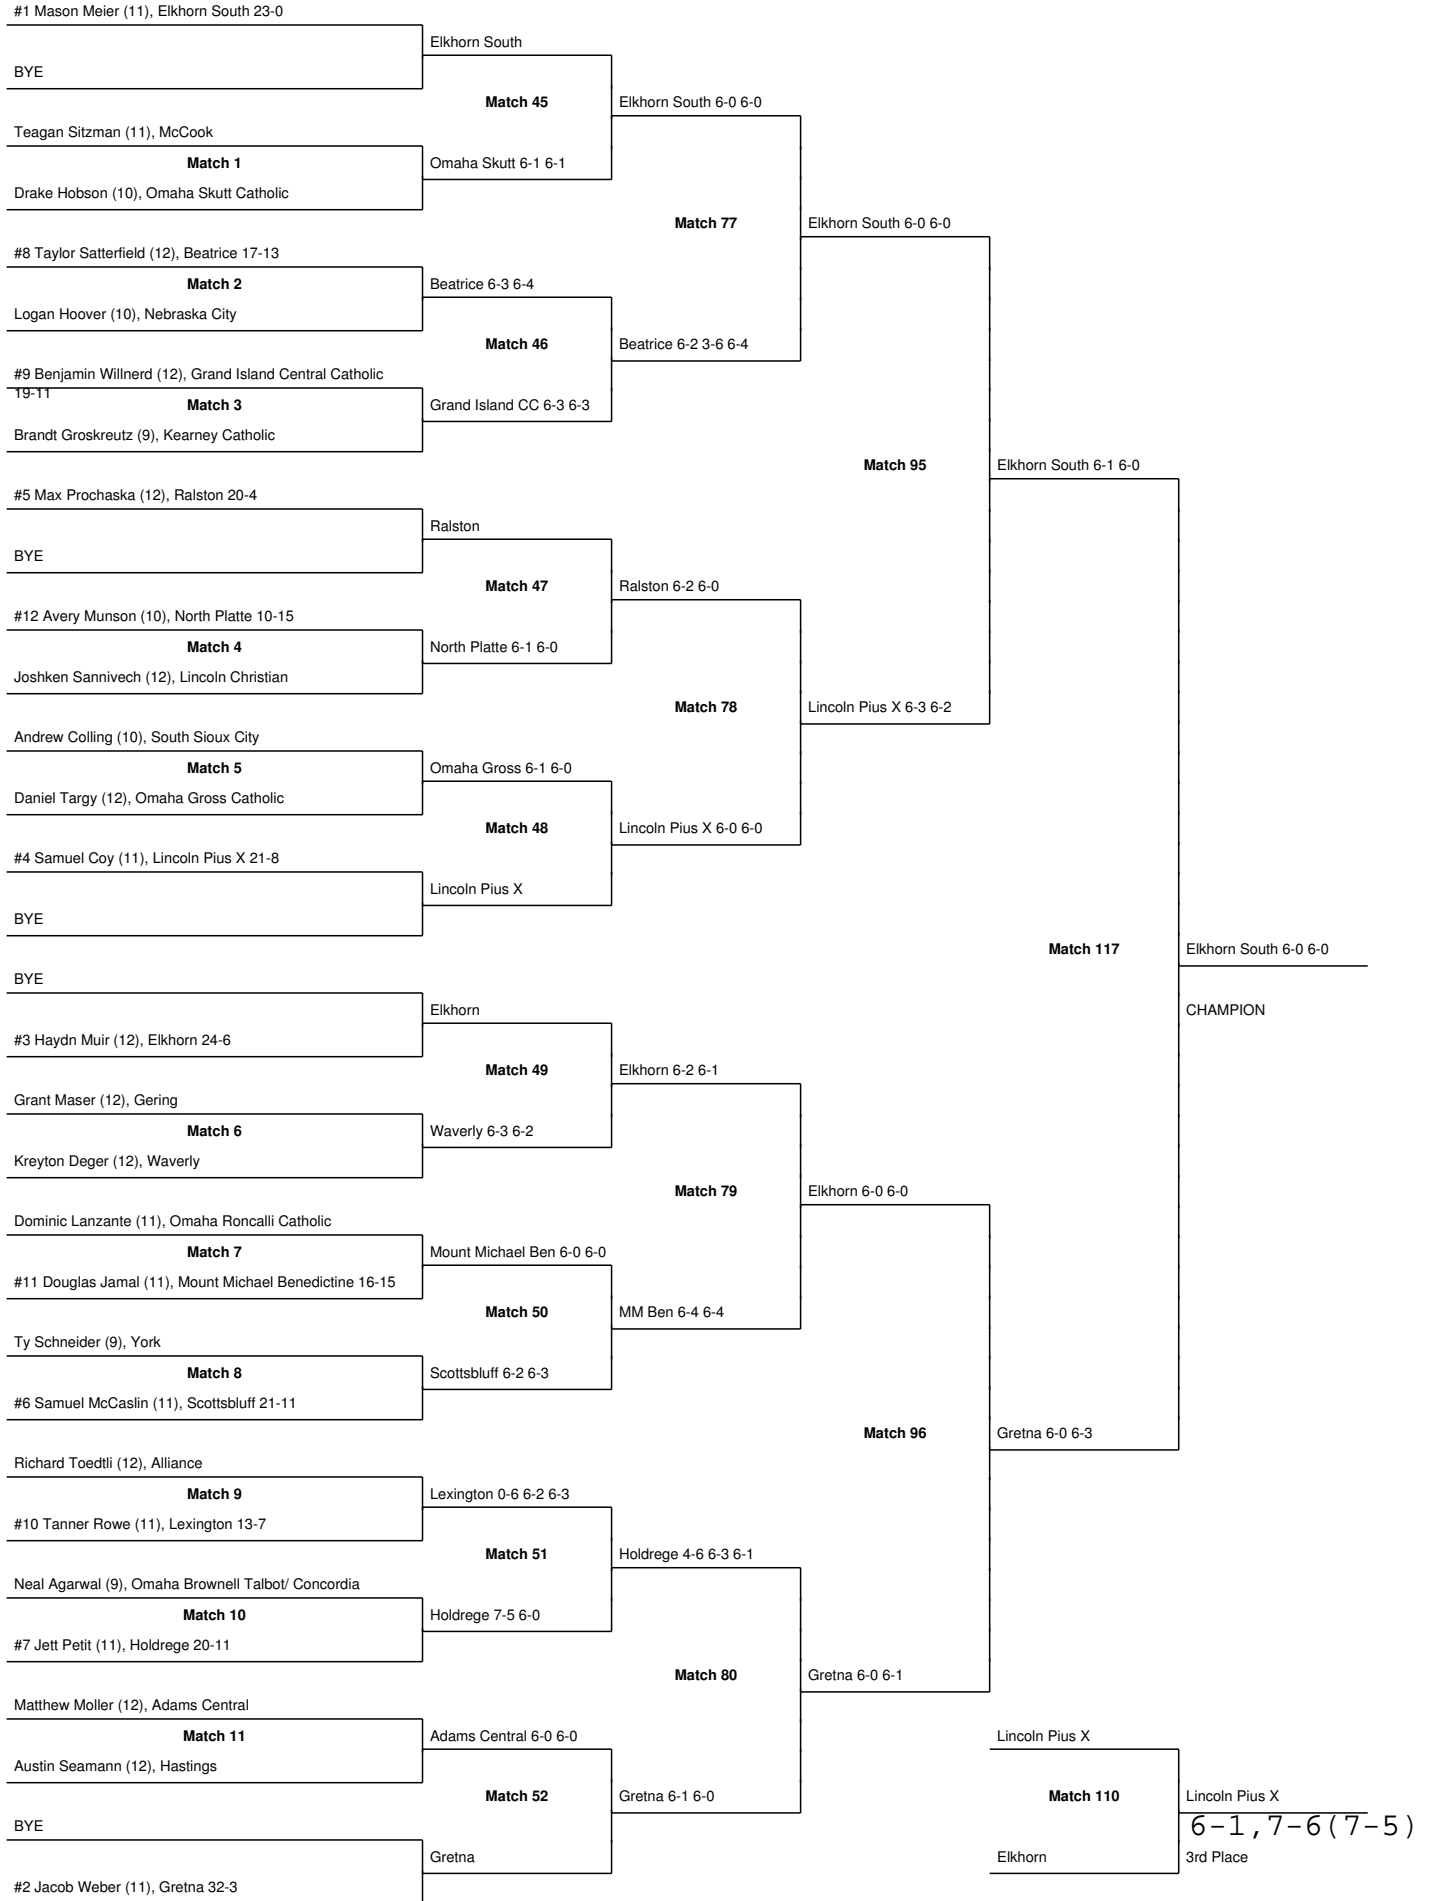 #1 Mason Meier (11), Elkhorn South 23-0
Elkhorn South
BYE
Match 45
Elkhorn South 6-0 6-0
Teagan Sitzman (11), McCook
Match 1
Omaha Skutt 6-1 6-1
Drake Hobson (10), Omaha Skutt Catholic
Match 77
Elkhorn South 6-0 6-0
#8 Taylor Satterfield (12), Beatrice 17-13
Match 2
Beatrice 6-3 6-4
Logan Hoover (10), Nebraska City
Match 46
Beatrice 6-2 3-6 6-4
#9 Benjamin Willnerd (12), Grand Island Central Catholic
19-11
Match 3
Grand Island CC 6-3 6-3
Brandt Groskreutz (9), Kearney Catholic
Match 95
Elkhorn South 6-1 6-0
#5 Max Prochaska (12), Ralston 20-4
Ralston
BYE
Match 47
Ralston 6-2 6-0
#12 Avery Munson (10), North Platte 10-15
Match 4
North Platte 6-1 6-0
Joshken Sannivech (12), Lincoln Christian
Match 78
Lincoln Pius X 6-3 6-2
Andrew Colling (10), South Sioux City
Match 5
Omaha Gross 6-1 6-0
Daniel Targy (12), Omaha Gross Catholic
Match 48
Lincoln Pius X 6-0 6-0
#4 Samuel Coy (11), Lincoln Pius X 21-8
Lincoln Pius X
BYE
Match 117
Elkhorn South 6-0 6-0
BYE
Elkhorn
CHAMPION
#3 Haydn Muir (12), Elkhorn 24-6
Match 49
Elkhorn 6-2 6-1
Grant Maser (12), Gering
Match 6
Waverly 6-3 6-2
Kreyton Deger (12), Waverly
Match 79
Elkhorn 6-0 6-0
Dominic Lanzante (11), Omaha Roncalli Catholic
Match 7
Mount Michael Ben 6-0 6-0
#11 Douglas Jamal (11), Mount Michael Benedictine 16-15
Match 50
MM Ben 6-4 6-4
Ty Schneider (9), York
Match 8
Scottsbluff 6-2 6-3
#6 Samuel McCaslin (11), Scottsbluff 21-11
Match 96
Gretna 6-0 6-3
Richard Toedtli (12), Alliance
Match 9
Lexington 0-6 6-2 6-3
#10 Tanner Rowe (11), Lexington 13-7
Match 51
Holdrege 4-6 6-3 6-1
Neal Agarwal (9), Omaha Brownell Talbot/ Concordia
Match 10
Holdrege 7-5 6-0
#7 Jett Petit (11), Holdrege 20-11
Match 80
Gretna 6-0 6-1
Matthew Moller (12), Adams Central
Match 11
Adams Central 6-0 6-0
Lincoln Pius X
Austin Seamann (12), Hastings
Match 52
Gretna 6-1 6-0
Match 110
Lincoln Pius X
6-1,7-6(7-5)
BYE
Gretna
Elkhorn
3rd Place
#2 Jacob Weber (11), Gretna 32-3